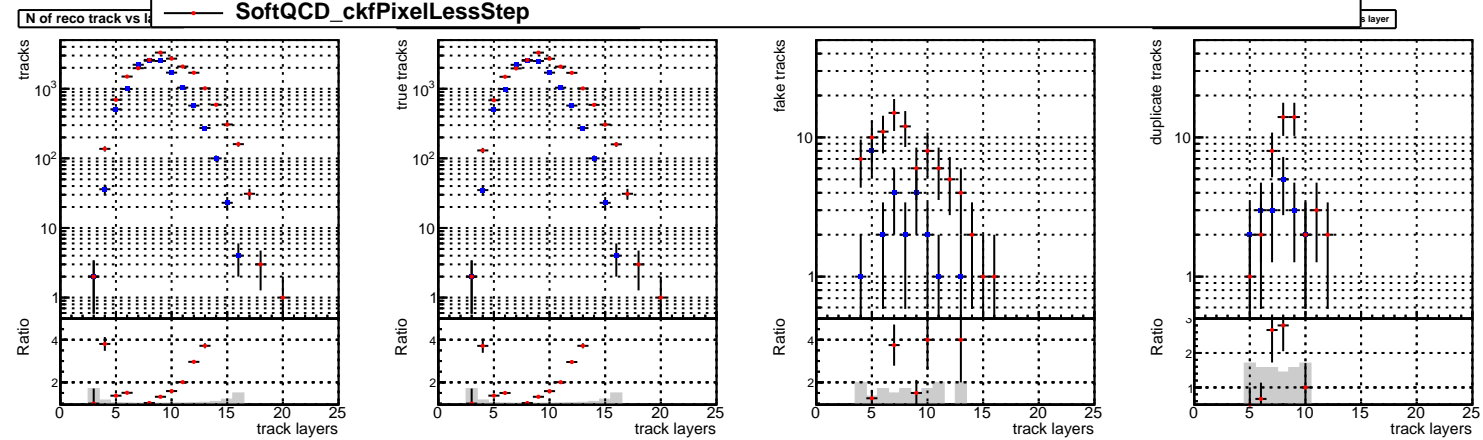 SoftQCD_ckfPixelLessStep
N of reco track vs la
s layer
tracks
10³
10²
10
1
Ratio
4
2
0 5 10 15 20 25
track layers
true tracks
10³
10²
10
1
Ratio
4
2
0 5 10 15 20 25
track layers
fake tracks
10
1
Ratio
4
2
0 5 10 15 20 25
track layers
duplicate tracks
10
1
Ratio
3
2
1
0 5 10 15 20 25
track layers